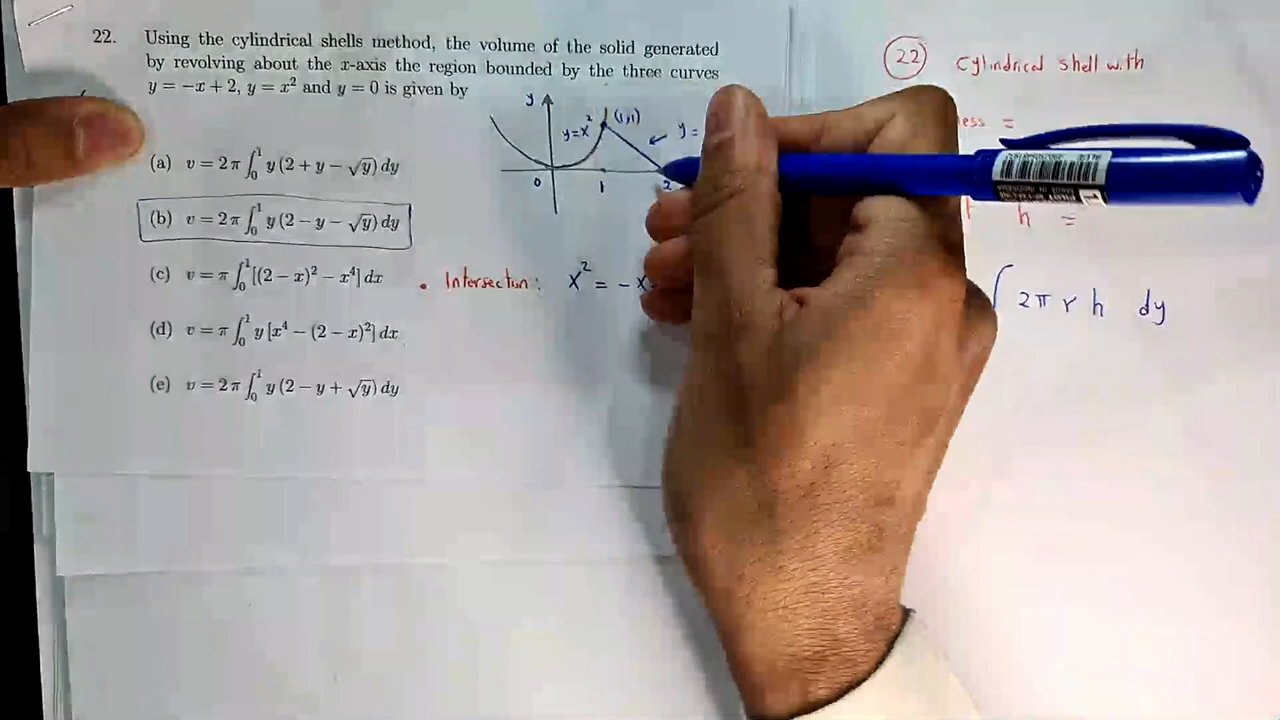 22. Using the cylindrical shells method, the volume of the solid generated
by revolving about the x-axis the region bounded by the three curves
y = −x + 2, y = x² and y = 0 is given by
(a) v = 2π ∫₀¹ y (2 + y − √y) dy
(b) v = 2π ∫₀¹ y (2 − y − √y) dy
(c) v = π ∫₀¹ [(2 − x)² − x⁴] dx
(d) v = π ∫₀¹ y [x⁴ − (2 − x)²] dx
(e) v = 2π ∫₀¹ y (2 − y + √y) dy
y
y=x²
(1,1)
y=
0
1
2
• Intersection: x² = −x
22 Cylindrical shell with
=
h =
∫ 2π r h dy